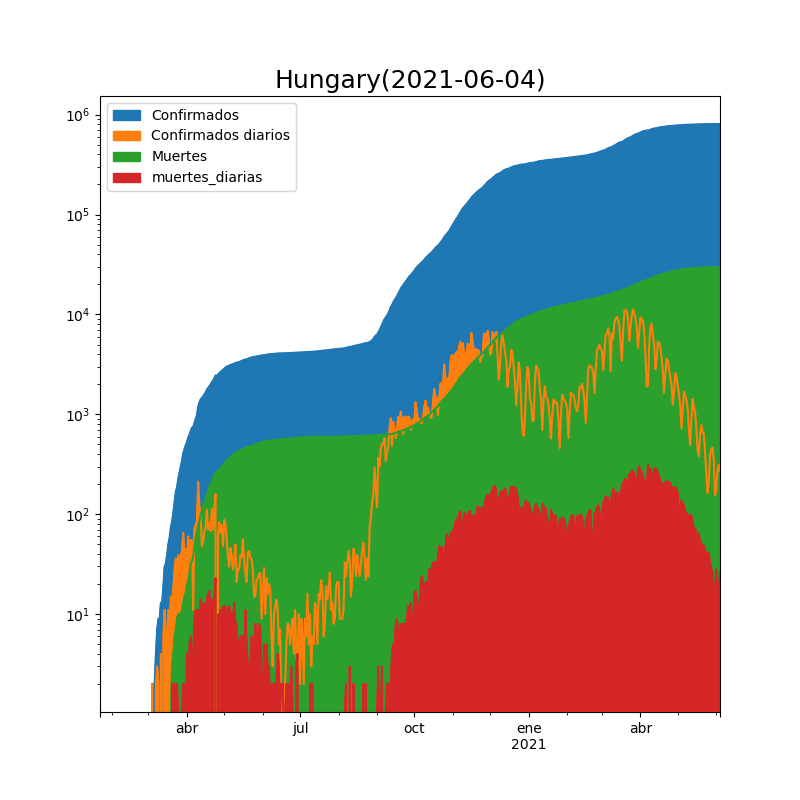 Hungary(2021-06-04)
Confirmados
Confirmados diarios
Muertes
muertes_diarias
10^6
10^5
10^4
10^3
10^2
10^1
abr jul oct ene abr
2021